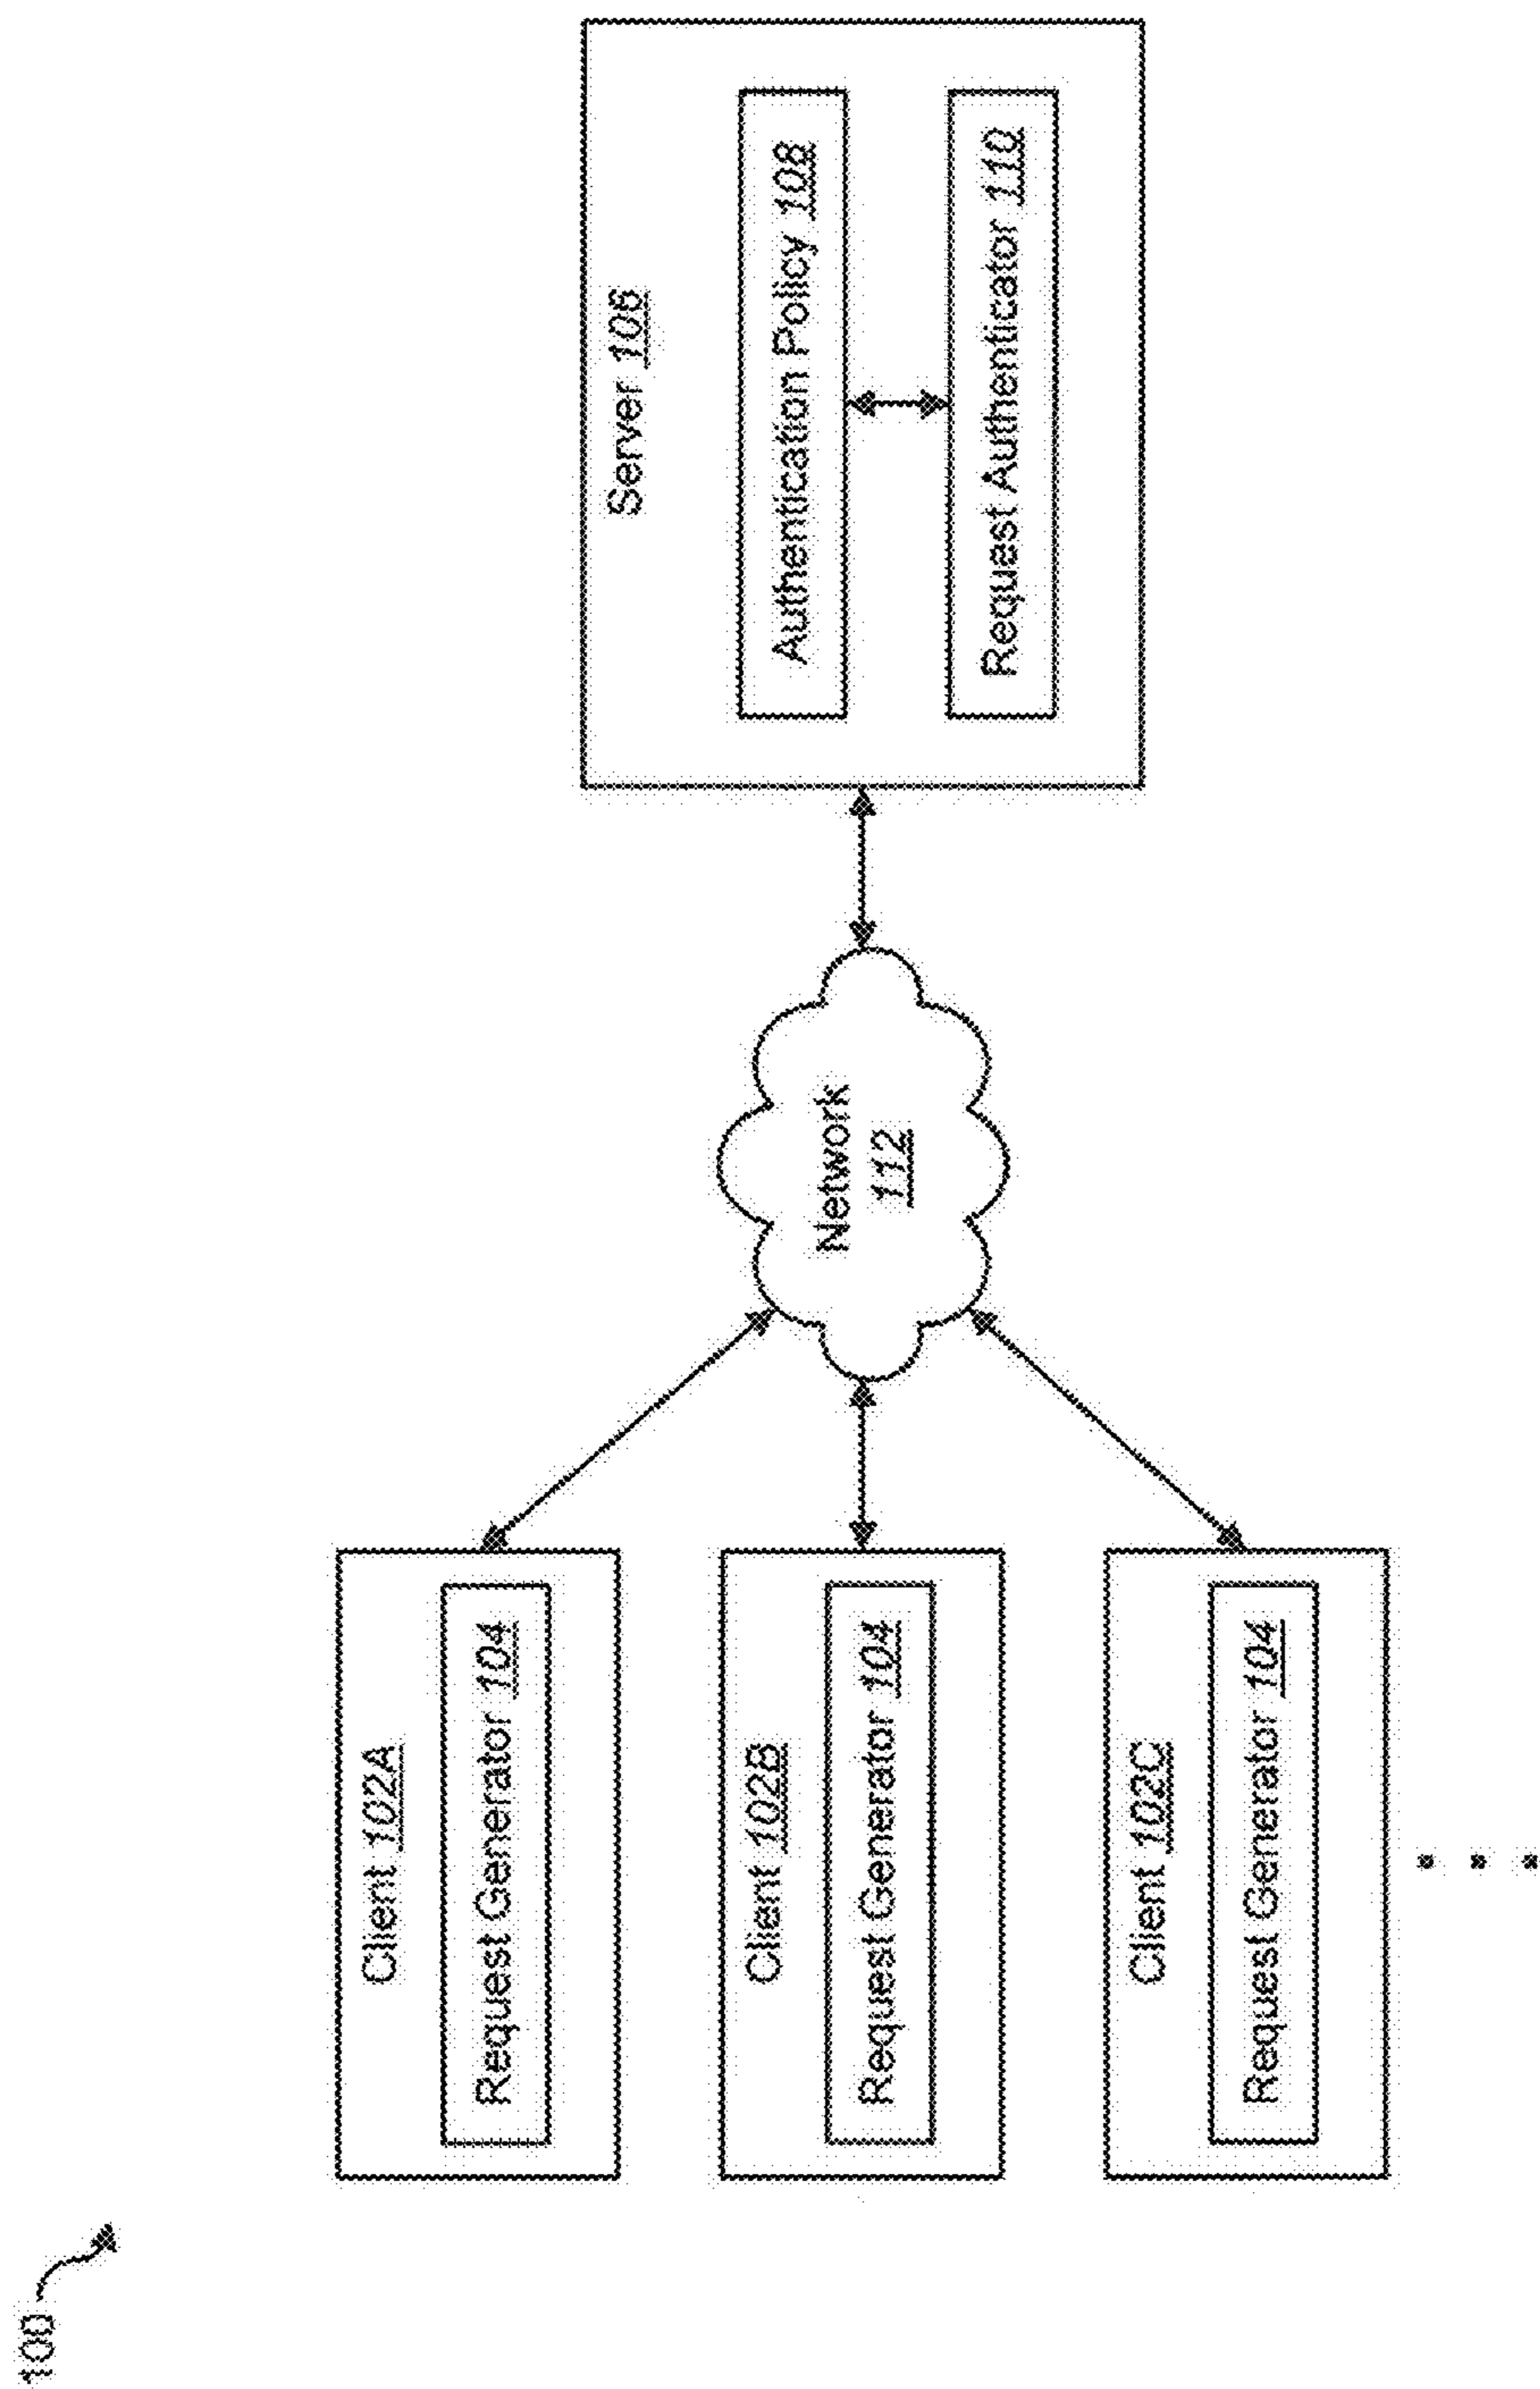 100
Client 102A
Request Generator 104
Client 102B
Request Generator 104
Client 102C
Request Generator 104
Network
112
Server 106
Authentication Policy 108
Request Authenticator 110